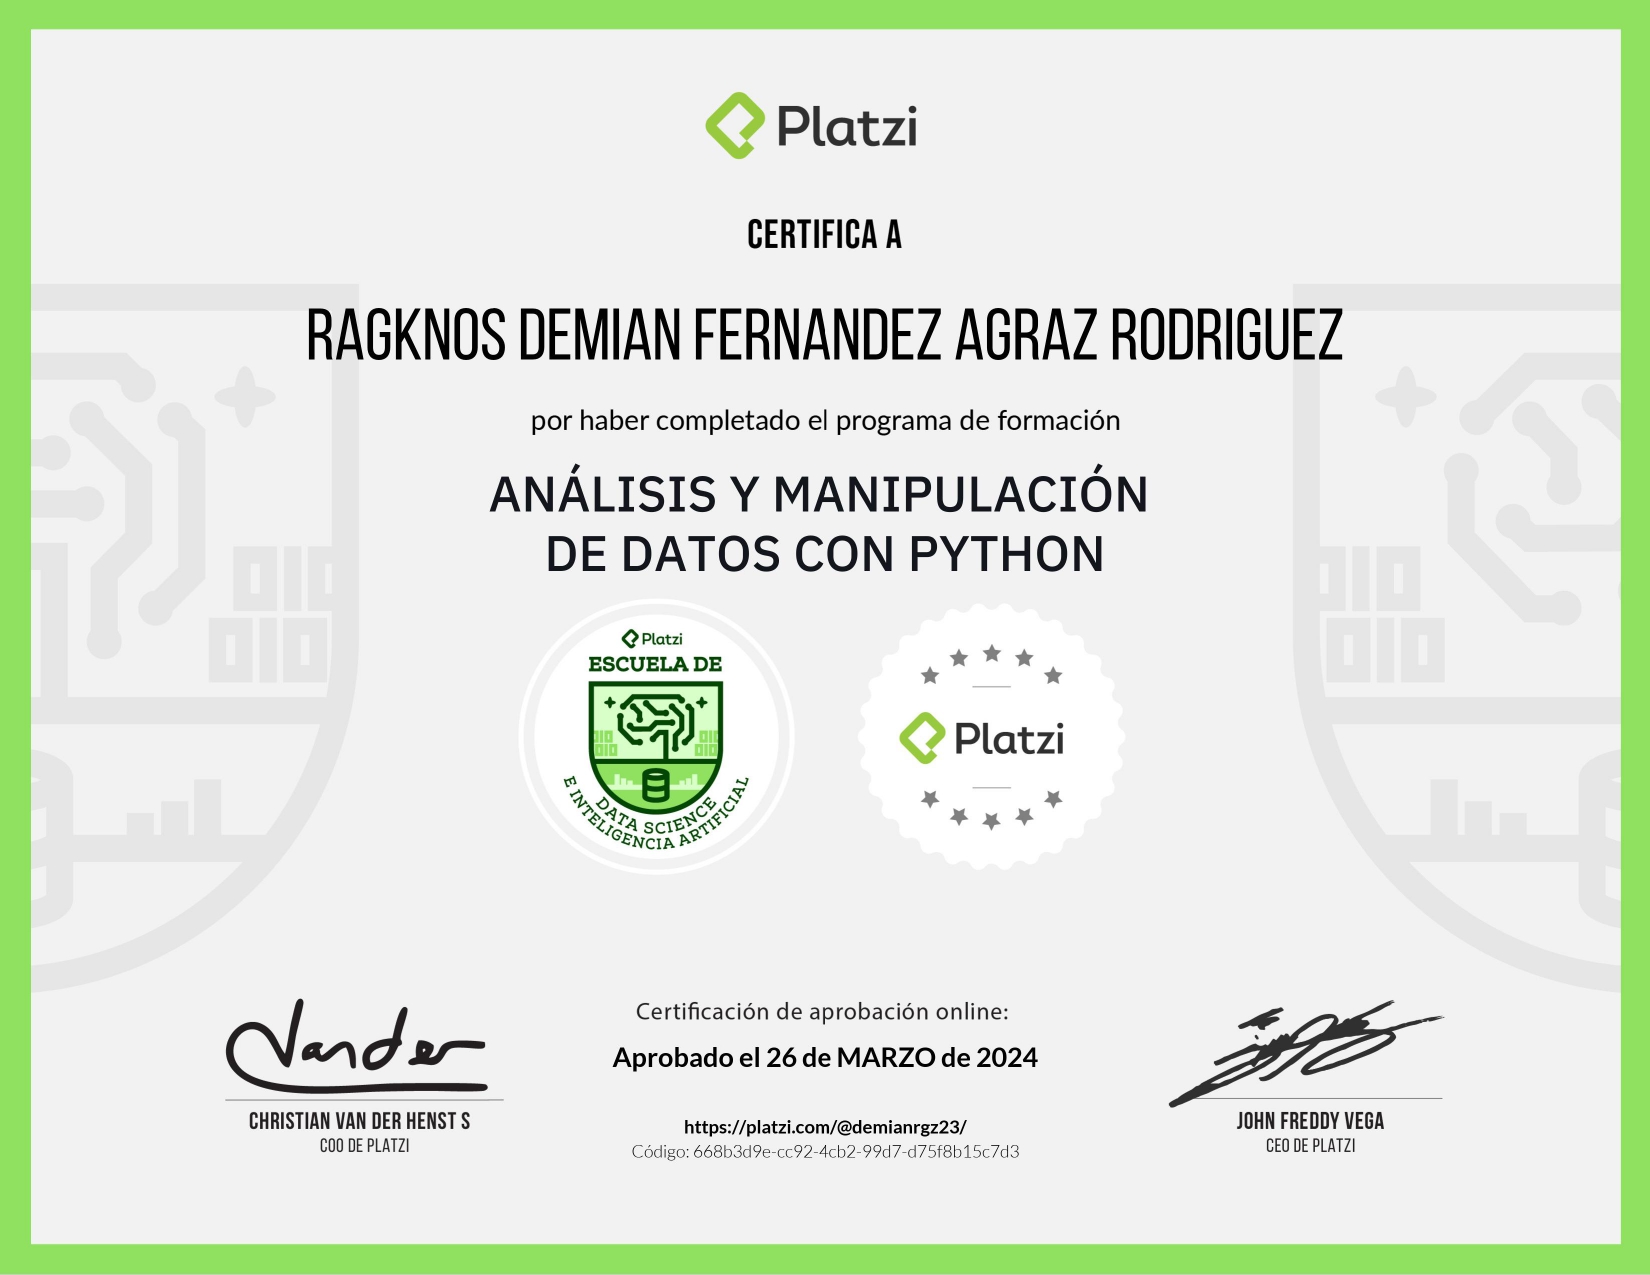 Platzi
CERTIFICA A
RAGKNOS DEMIAN FERNANDEZ AGRAZ RODRIGUEZ
por haber completado el programa de formación
ANÁLISIS Y MANIPULACIÓN
DE DATOS CON PYTHON
Platzi
ESCUELA DE
DATA SCIENCE
E INTELIGENCIA ARTIFICIAL
Platzi
Vander
Certificación de aprobación online:
Aprobado el 26 de MARZO de 2024
CHRISTIAN VAN DER HENST S
COO DE PLATZI
https://platzi.com/@demianrgz23/
Código: 668b3d9e-cc92-4cb2-99d7-d75f8b15c7d3
JOHN FREDDY VEGA
CEO DE PLATZI